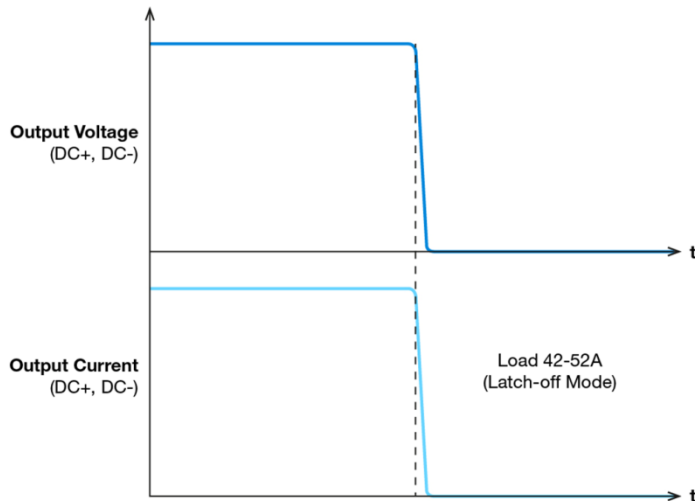 Output Voltage
(DC+, DC-)
t
Output Current
(DC+, DC-)
Load 42-52A
(Latch-off Mode)
t